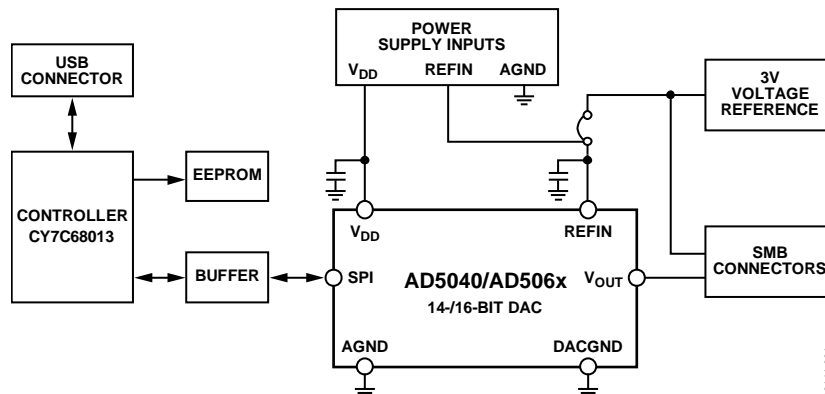 POWER
SUPPLY INPUTS
VDD REFIN AGND
USB
CONNECTOR
3V
VOLTAGE
REFERENCE
EEPROM
CONTROLLER
CY7C68013
BUFFER
VDD
REFIN
SPI
AD5040/AD506x
14-/16-BIT DAC
VOUT
AGND
DACGND
SMB
CONNECTORS